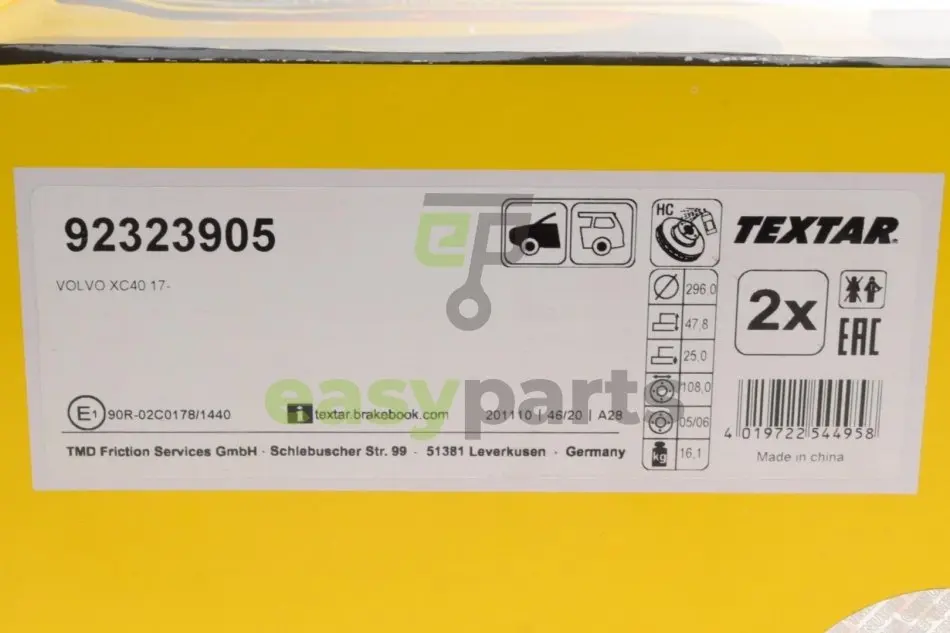 92323905
VOLVO XC40 17-
HC
TEXTAR
296,0
47,8
25,0
108,0
05/06
kg 16,1
2x
EAC
E1 90R-02C0178/1440
i textar.brakebook.com
201110 | 46/20 | A28
4 019722 544958
TMD Friction Services GmbH · Schlebuscher Str. 99 · 51381 Leverkusen · Germany
Made in china
eP
easyparts